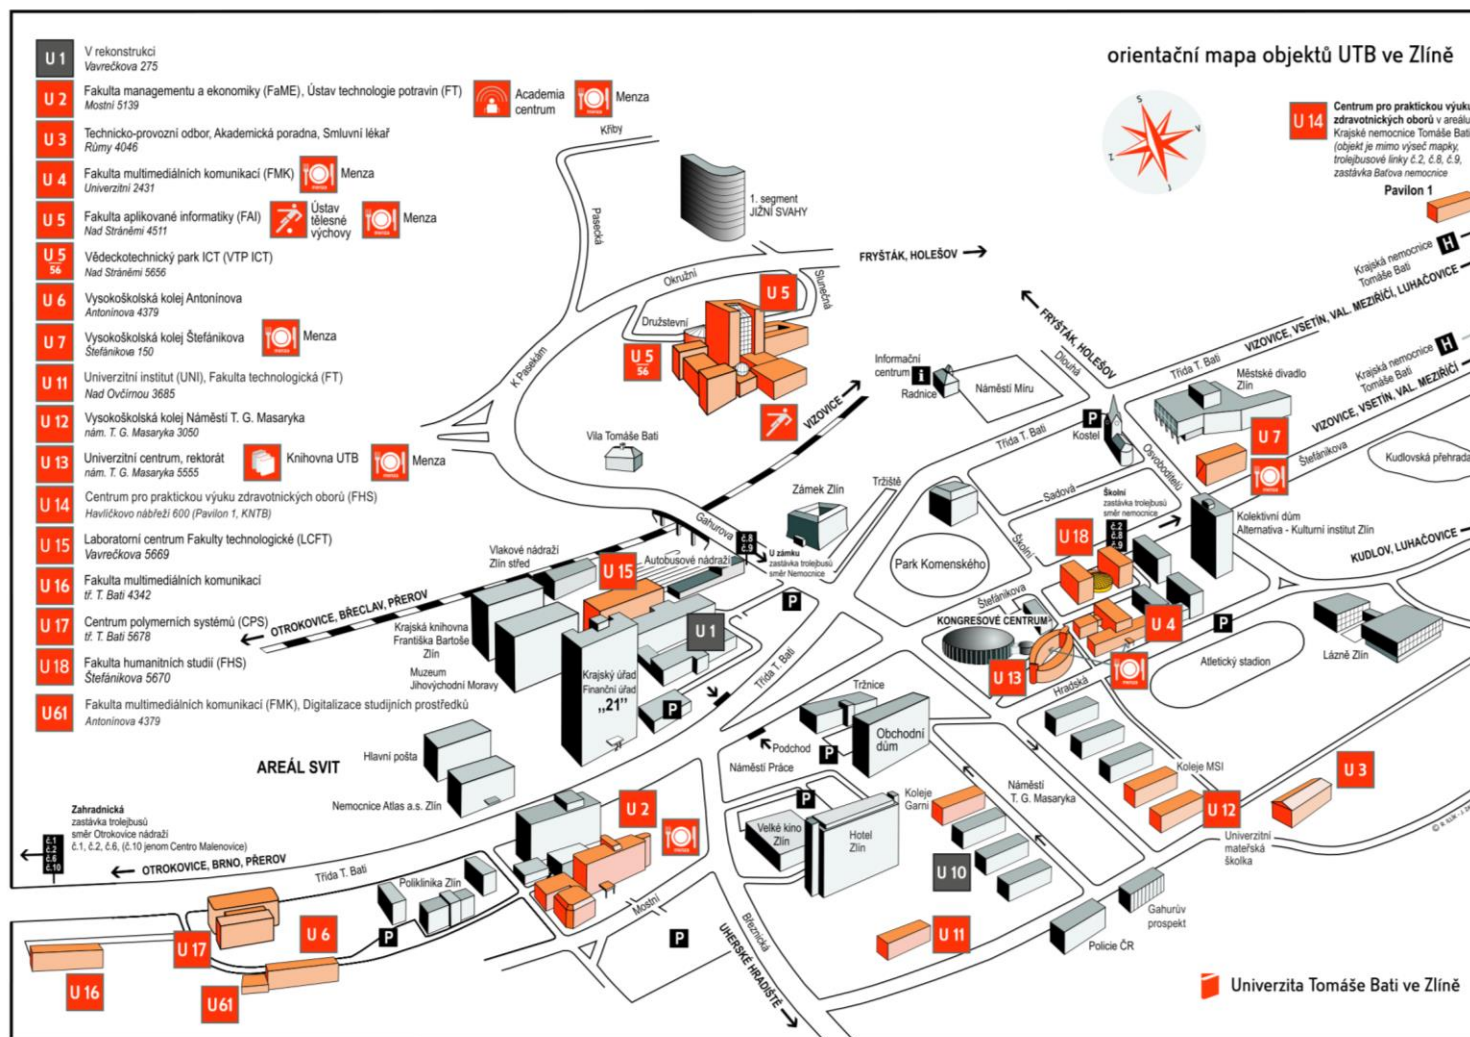 orientační mapa objektů UTB ve Zlíně
U 1
V rekonstrukci
Vavrečkova 275
U 2
Fakulta managementu a ekonomiky (FaME), Ústav technologie potravin (FT)
Mostní 5139
Academia
centrum
Menza
U 3
Technicko-provozní odbor, Akademická poradna, Smluvní lékař
Růmy 4046
U 4
Fakulta multimediálních komunikací (FMK)
Univerzitní 2431
Menza
U 5
Fakulta aplikované informatiky (FAI)
Nad Stráněmi 4511
Ústav
tělesné
výchovy
Menza
U 5
56
Vědeckotechnický park ICT (VTP ICT)
Nad Stráněmi 5656
U 6
Vysokoškolská kolej Antonínova
Antonínova 4379
U 7
Vysokoškolská kolej Štefánikova
Štefánikova 150
Menza
U 11
Univerzitní institut (UNI), Fakulta technologická (FT)
Nad Ovčírnou 3685
U 12
Vysokoškolská kolej Náměstí T. G. Masaryka
nám. T. G. Masaryka 3050
U 13
Univerzitní centrum, rektorát
nám. T. G. Masaryka 5555
Knihovna UTB
Menza
U 14
Centrum pro praktickou výuku zdravotnických oborů (FHS)
Havlíčkovo nábřeží 600 (Pavilon 1, KNTB)
U 15
Laboratorní centrum Fakulty technologické (LCFT)
Vavrečkova 5669
U 16
Fakulta multimediálních komunikací
tř. T. Bati 4342
U 17
Centrum polymerních systémů (CPS)
tř. T. Bati 5678
U 18
Fakulta humanitních studií (FHS)
Štefánikova 5670
U61
Fakulta multimediálních komunikací (FMK), Digitalizace studijních prostředků
Antonínova 4379
S
V
J
Z
U 14
Centrum pro praktickou výuku
zdravotnických oborů v areálu
Krajské nemocnice Tomáše Bati
(objekt je mimo výseč mapky,
trolejbusové linky č.2, č.8, č.9,
zastávka Baťova nemocnice
Pavilon 1
Křiby
Pasecká
1. segment
JIŽNÍ SVAHY
Okružní
FRYŠTÁK, HOLEŠOV
Slunečná
Družstevní
U 5
U 5
56
K Pasekám
Vila Tomáše Bati
VIZOVICE
Informační
centrum
i
Radnice
Náměstí Míru
FRYŠTÁK, HOLEŠOV
Dlouhá
Třída T. Bati
VIZOVICE, VSETÍN, VAL. MEZIŘÍČÍ, LUHAČOVICE
Krajská nemocnice
Tomáše Bati
H
Městské divadlo
Zlín
Krajská nemocnice
Tomáše Bati
H
VIZOVICE, VSETÍN, VAL. MEZIŘÍČÍ
P
Kostel
Třída T. Bati
Osvoboditelů
U 7
Štefánikova
Kudlovská přehrada
Sadová
Školní
zastávka trolejbusů
směr nemocnice
č.2
č.8
č.9
Kolektivní dům
Alternativa - Kulturní institut Zlín
KUDLOV, LUHAČOVICE
Zámek Zlín
Tržiště
Gahurova
č.8
č.9
U zámku
zastávka trolejbusů
směr Nemocnice
Autobusové nádraží
Vlakové nádraží
Zlín střed
U 15
OTROKOVICE, BŘECLAV, PŘEROV
Krajská knihovna
Františka Bartoše
Zlín
Muzeum
Jihovýchodní Moravy
Krajský úřad
Finanční úřad
„21"
U 1
P
P
Park Komenského
Školní
Štefánikova
U 18
KONGRESOVÉ CENTRUM
U 13
U 4
menza
P
Atletický stadion
Lázně Zlín
Hradská
Třída T. Bati
Tržnice
Obchodní
dům
Podchod
P
Náměstí Práce
Náměstí
T. G. Masaryka
Koleje MSI
U 12
U 3
Univerzitní
mateřská
školka
Hlavní pošta
AREÁL SVIT
Nemocnice Atlas a.s. Zlín
Zahradnická
zastávka trolejbusů
směr Otrokovice nádraží
č.1, č.2, č.6, (č.10 jenom Centro Malenovice)
č.1
č.2
č.6
č.10
OTROKOVICE, BRNO, PŘEROV
Třída T. Bati
U 2
menza
P
Velké kino
Zlín
Hotel
Zlín
Koleje
Garni
U 10
U 11
Poliklinika Zlín
P
Mostní
P
Březnická
UHERSKÉ HRADIŠTĚ
Gahurův
prospekt
Policie ČR
U 17
U 6
U 16
U61
Univerzita Tomáše Bati ve Zlíně